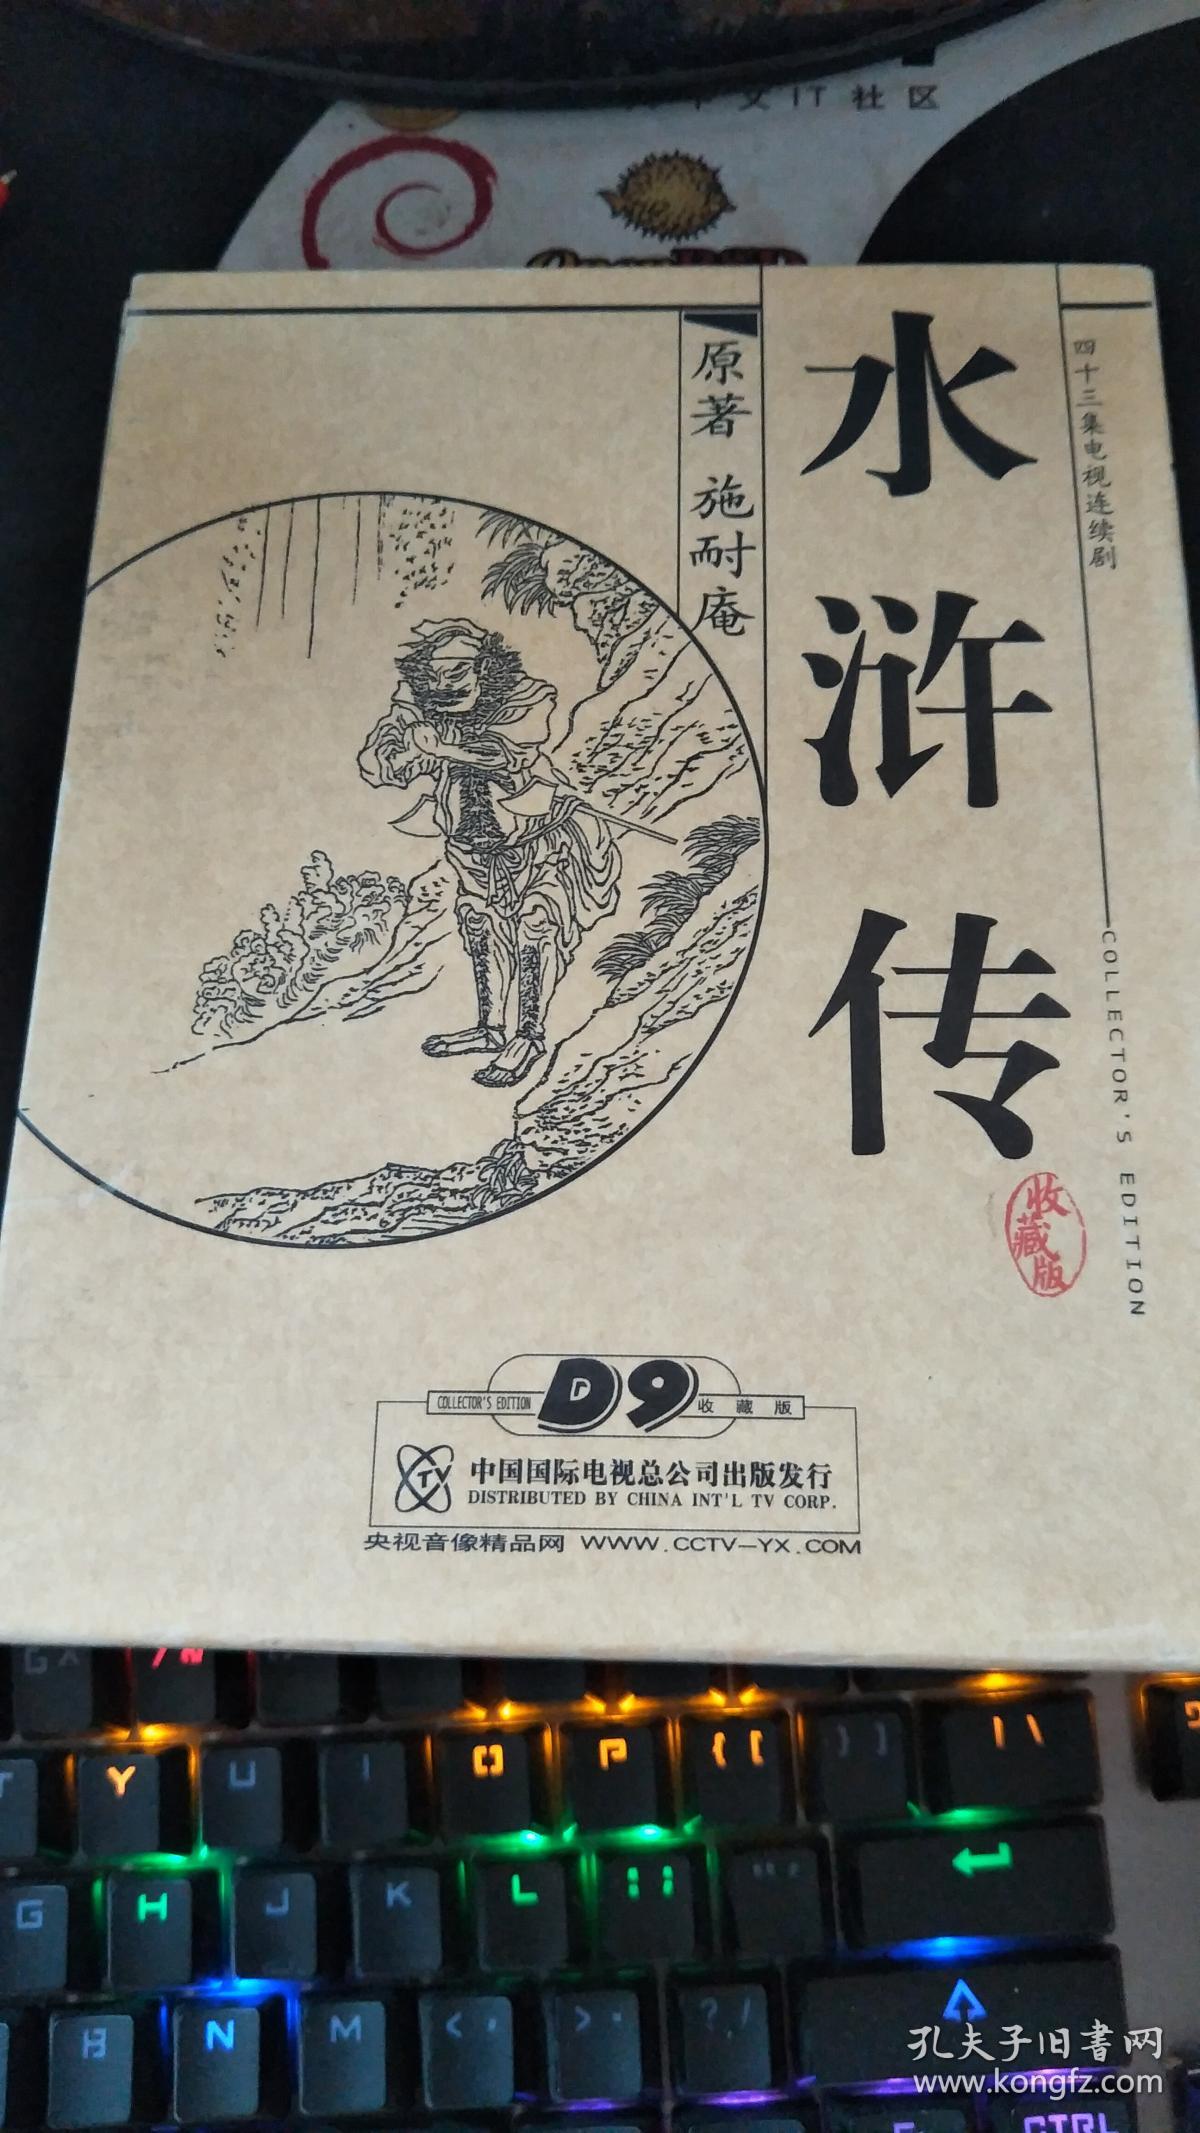 文IT社区
OpenBSD
四十三集电视连续剧
COLLECTOR'S EDITION
水浒传
收藏版
原著 施耐庵
COLLECTOR'S EDITION D9 收藏版
TV
中国国际电视总公司出版发行
DISTRIBUTED BY CHINA INT'L TV CORP.
央视音像精品网 WWW.CCTV-YX.COM
Y U I O P { [ } ] | \
G H J K L : ;
B N M < , > . ? /
CTRL
孔夫子旧书网
www.kongfz.com